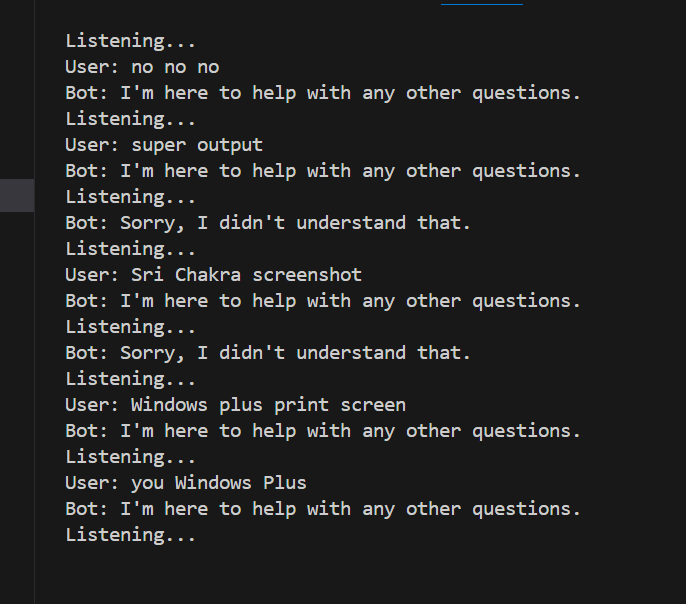 Listening...
User: no no no
Bot: I'm here to help with any other questions.
Listening...
User: super output
Bot: I'm here to help with any other questions.
Listening...
Bot: Sorry, I didn't understand that.
Listening...
User: Sri Chakra screenshot
Bot: I'm here to help with any other questions.
Listening...
Bot: Sorry, I didn't understand that.
Listening...
User: Windows plus print screen
Bot: I'm here to help with any other questions.
Listening...
User: you Windows Plus
Bot: I'm here to help with any other questions.
Listening...